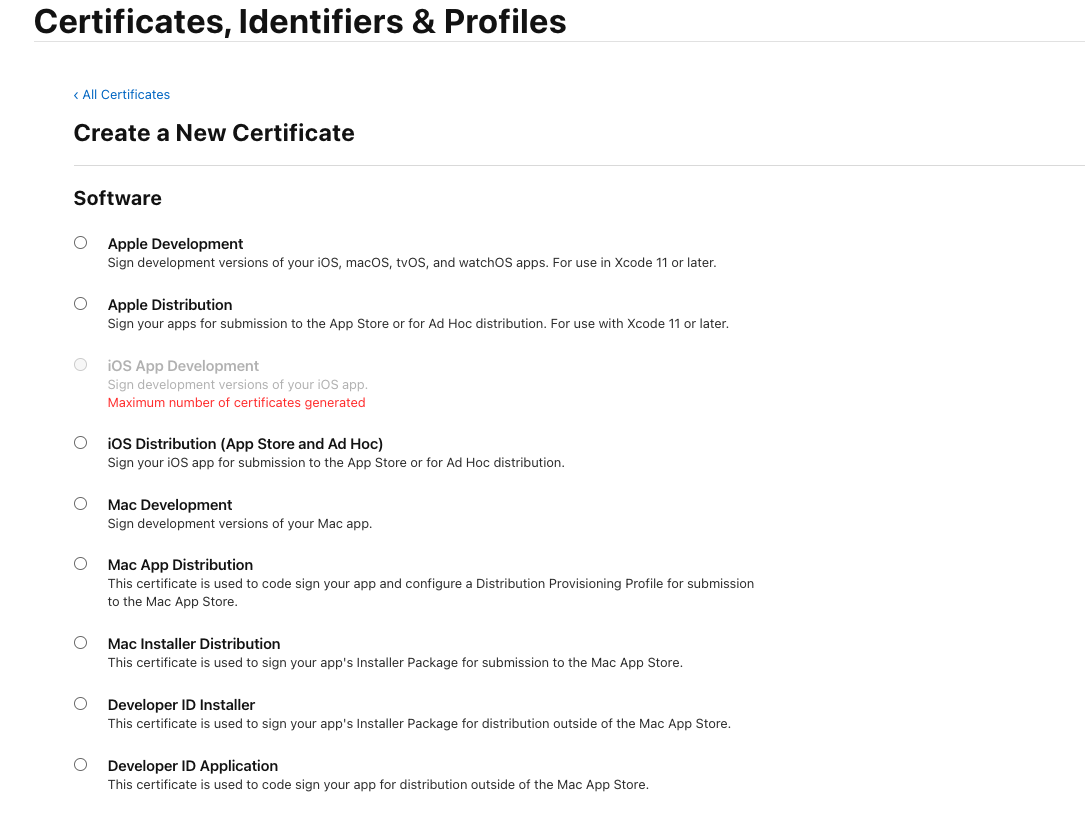 Certificates, Identifiers & Profiles
‹ All Certificates
Create a New Certificate
Software
Apple Development
Sign development versions of your iOS, macOS, tvOS, and watchOS apps. For use in Xcode 11 or later.
Apple Distribution
Sign your apps for submission to the App Store or for Ad Hoc distribution. For use with Xcode 11 or later.
iOS App Development
Sign development versions of your iOS app.
Maximum number of certificates generated
iOS Distribution (App Store and Ad Hoc)
Sign your iOS app for submission to the App Store or for Ad Hoc distribution.
Mac Development
Sign development versions of your Mac app.
Mac App Distribution
This certificate is used to code sign your app and configure a Distribution Provisioning Profile for submission
to the Mac App Store.
Mac Installer Distribution
This certificate is used to sign your app's Installer Package for submission to the Mac App Store.
Developer ID Installer
This certificate is used to sign your app's Installer Package for distribution outside of the Mac App Store.
Developer ID Application
This certificate is used to code sign your app for distribution outside of the Mac App Store.